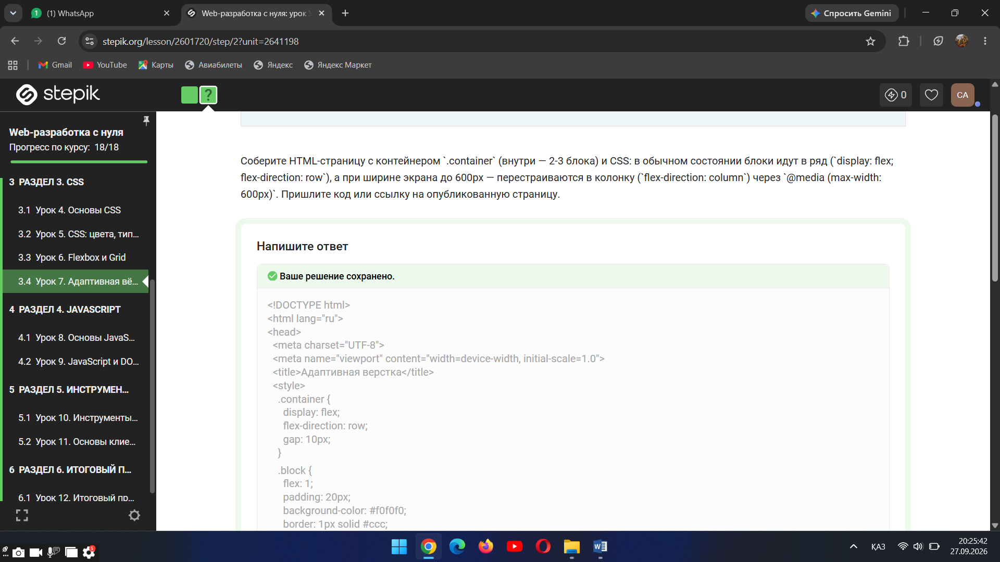 1 (1) WhatsApp
Web-разработка с нуля: урок
Спросить Gemini
stepik.org/lesson/2601720/step/2?unit=2641198
Gmail
YouTube
Карты
Авиабилеты
Яндекс
Яндекс Маркет
stepik
?
0
CA
Web-разработка с нуля
Прогресс по курсу: 18/18
3 РАЗДЕЛ 3. CSS
3.1 Урок 4. Основы CSS
3.2 Урок 5. CSS: цвета, тип...
3.3 Урок 6. Flexbox и Grid
3.4 Урок 7. Адаптивная вё...
4 РАЗДЕЛ 4. JAVASCRIPT
4.1 Урок 8. Основы JavaS...
4.2 Урок 9. JavaScript и DO...
5 РАЗДЕЛ 5. ИНСТРУМЕН...
5.1 Урок 10. Инструменты...
5.2 Урок 11. Основы клие...
6 РАЗДЕЛ 6. ИТОГОВЫЙ П...
6.1 Урок 12. Итоговый пр...
Соберите HTML-страницу с контейнером `.container` (внутри — 2-3 блока) и CSS: в обычном состоянии блоки идут в ряд (`display: flex;
flex-direction: row`), а при ширине экрана до 600px — перестраиваются в колонку (`flex-direction: column`) через `@media (max-width:
600px)`. Пришлите код или ссылку на опубликованную страницу.
Напишите ответ
Ваше решение сохранено.
<!DOCTYPE html>
<html lang="ru">
<head>
<meta charset="UTF-8">
<meta name="viewport" content="width=device-width, initial-scale=1.0">
<title>Адаптивная верстка</title>
<style>
.container {
display: flex;
flex-direction: row;
gap: 10px;
}
.block {
flex: 1;
padding: 20px;
background-color: #f0f0f0;
border: 1px solid #ccc;
5
ҚАЗ
20:25:42
27.09.2026